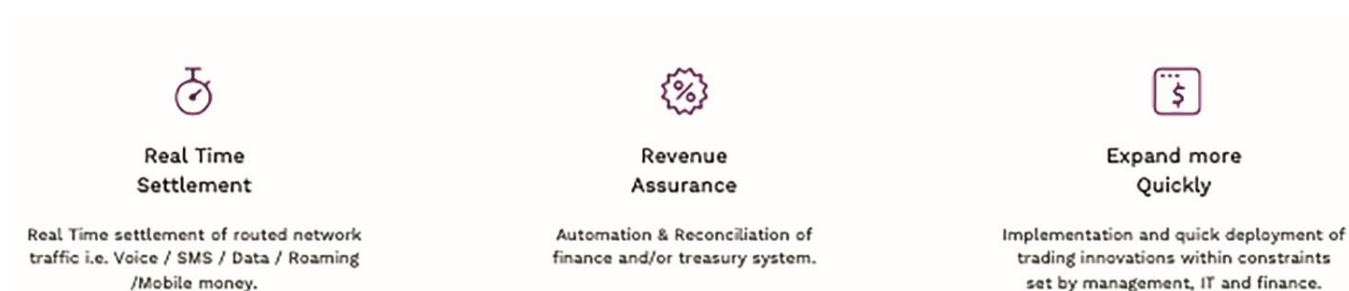 Real Time
Settlement
Real Time settlement of routed network
traffic i.e. Voice / SMS / Data / Roaming
/Mobile money.
%
Revenue
Assurance
Automation & Reconciliation of
finance and/or treasury system.
$
Expand more
Quickly
Implementation and quick deployment of
trading innovations within constraints
set by management, IT and finance.